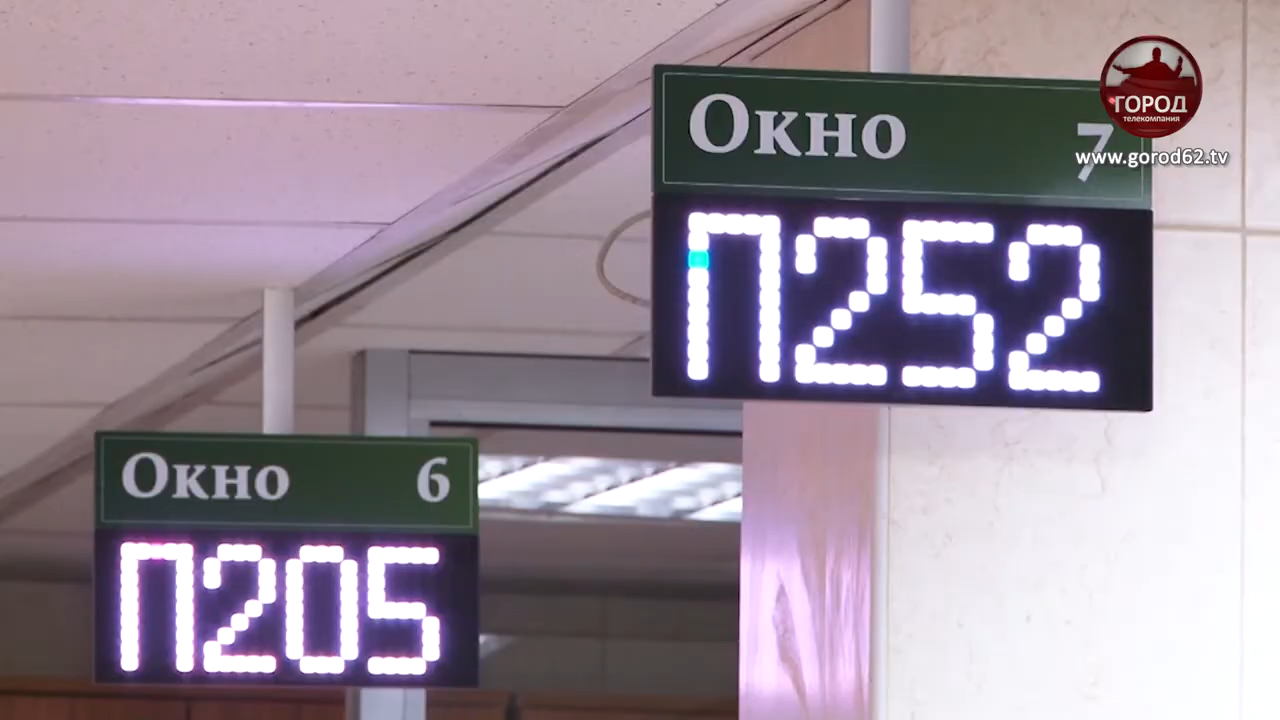 ГОРОД
телекомпания
www.gorod62.tv
Окно 7
П252
Окно 6
П205